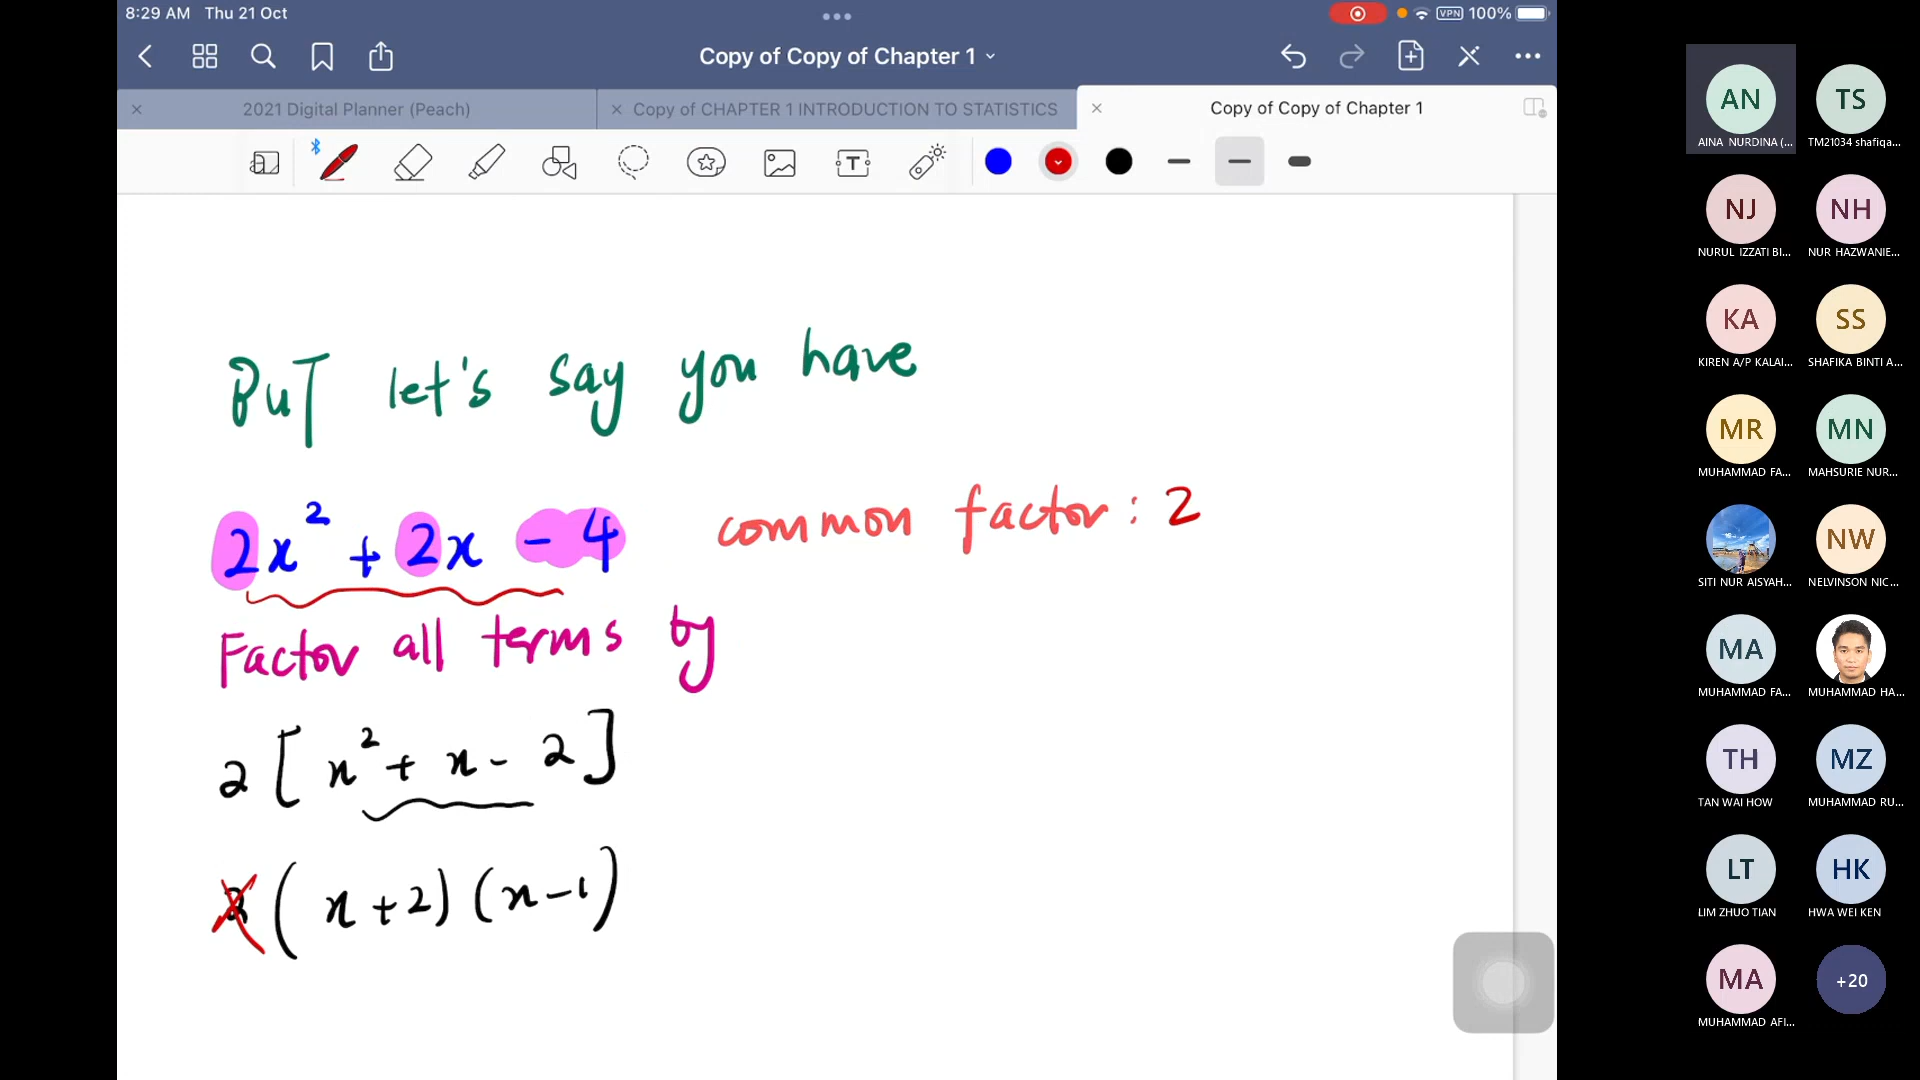 8:29 AM Thu 21 Oct
VPN 100%
Copy of Copy of Chapter 1
2021 Digital Planner (Peach)
Copy of CHAPTER 1 INTRODUCTION TO STATISTICS
Copy of Copy of Chapter 1
BuT let's say you have
2x² + 2x - 4 common factor: 2
Factor all terms by
2 [ x² + x - 2 ]
( x + 2 ) ( x - 1 )
AN
AINA NURDINA (...
TS
TM21034 shafiqa...
NJ
NURUL IZZATI BI...
NH
NUR HAZWANIE...
KA
KIREN A/P KALAI...
SS
SHAFIKA BINTI A...
MR
MUHAMMAD FA...
MN
MAHSURIE NUR...
SITI NUR AISYAH...
NW
NELVINSON NIC...
MA
MUHAMMAD FA...
MUHAMMAD HA...
TH
TAN WAI HOW
MZ
MUHAMMAD RU...
LT
LIM ZHUO TIAN
HK
HWA WEI KEN
MA
MUHAMMAD AFI...
+20